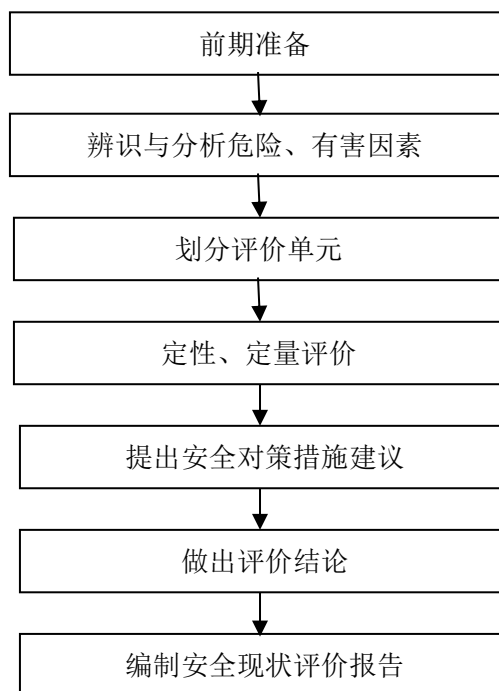 前期准备
辨识与分析危险、有害因素
划分评价单元
定性、定量评价
提出安全对策措施建议
做出评价结论
编制安全现状评价报告